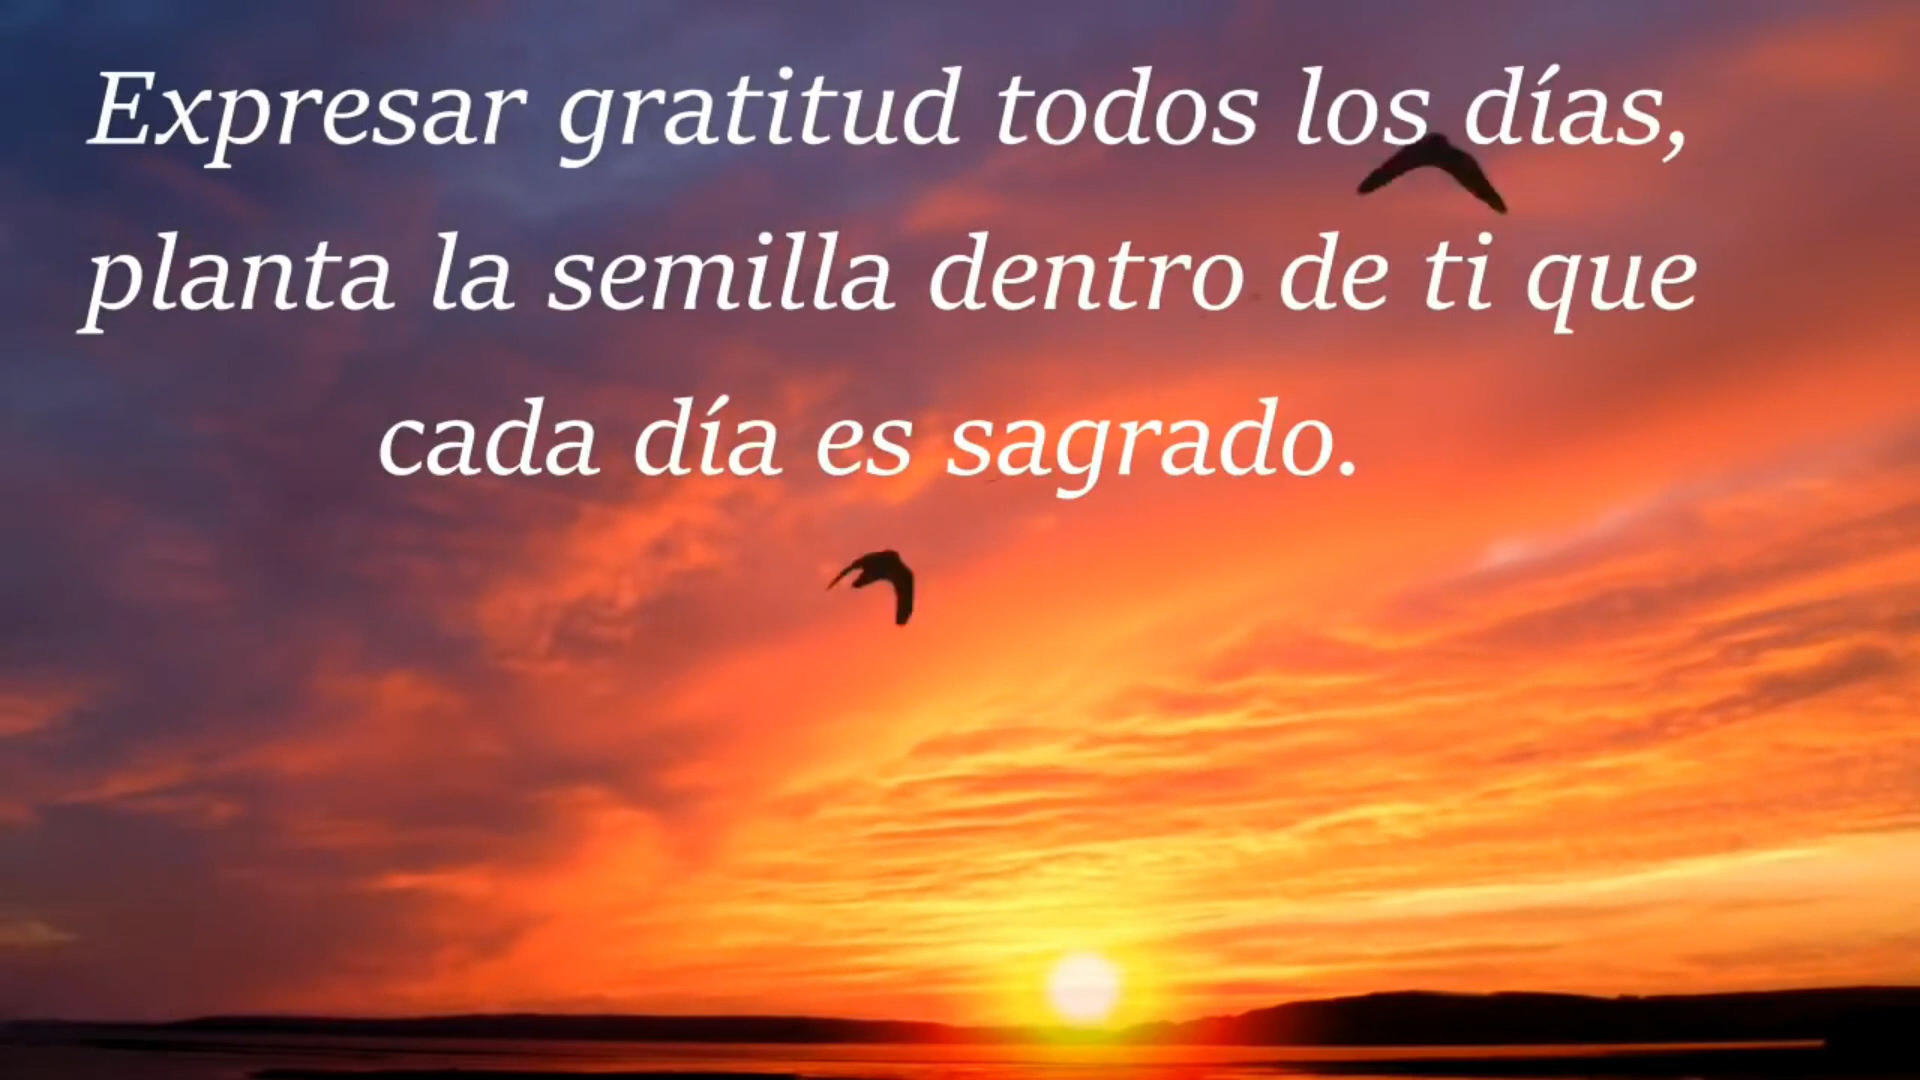 Expresar gratitud todos los días,
planta la semilla dentro de ti que
cada día es sagrado.